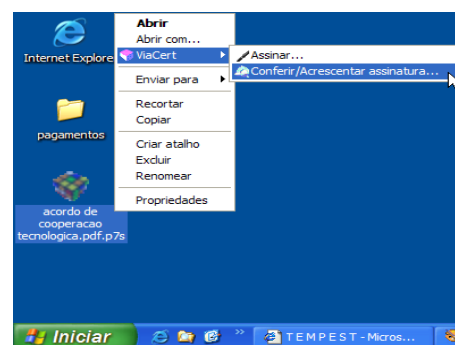 Internet Explore
pagamentos
acordo de
cooperacao
tecnologica.pdf.p7s
Abrir
Abrir com...
ViaCert
Enviar para
Recortar
Copiar
Criar atalho
Excluir
Renomear
Propriedades
Assinar...
Conferir/Acrescentar assinatura...
Iniciar
»
T E M P E S T - Micros...